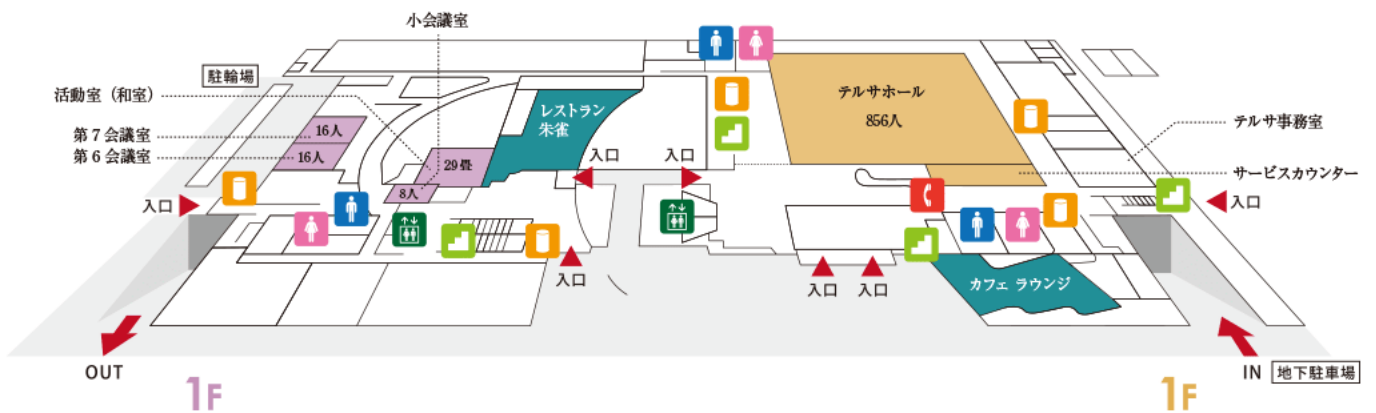 小会議室
駐輪場
活動室（和室）
第７会議室
第６会議室
16人
16人
29畳
8人
レストラン
朱雀
テルサホール
856人
テルサ事務室
サービスカウンター
入口
入口
入口
入口
入口
入口
入口
カフェ ラウンジ
OUT
IN
地下駐車場
1F
1F